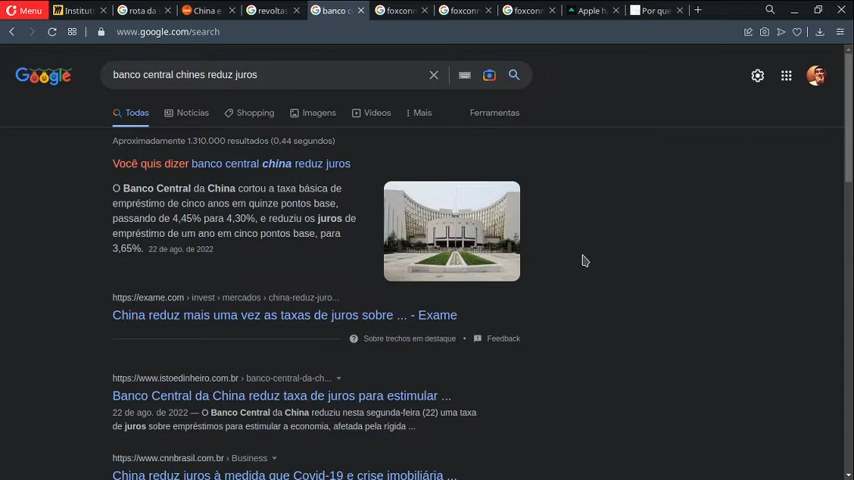 Menu
Institut
rota da
China e
revoltas
banco c
foxconn
foxconn
foxconn
Apple h
Por que
www.google.com/search
Google
banco central chines reduz juros
Todas
Notícias
Shopping
Imagens
Vídeos
Mais
Ferramentas
Aproximadamente 1.310.000 resultados (0,44 segundos)
Você quis dizer banco central china reduz juros
O Banco Central da China cortou a taxa básica de
empréstimo de cinco anos em quinze pontos base,
passando de 4,45% para 4,30%, e reduziu os juros de
empréstimo de um ano em cinco pontos base, para
3,65%. 22 de ago. de 2022
https://exame.com › invest › mercados › china-reduz-juro...
China reduz mais uma vez as taxas de juros sobre ... - Exame
Sobre trechos em destaque • Feedback
https://www.istoedinheiro.com.br › banco-central-da-ch...
Banco Central da China reduz taxa de juros para estimular ...
22 de ago. de 2022 — O Banco Central da China reduziu nesta segunda-feira (22) uma taxa
de juros sobre empréstimos para estimular a economia, afetada pela rígida ...
https://www.cnnbrasil.com.br › Business
China reduz juros à medida que Covid-19 e crise imobiliária ...